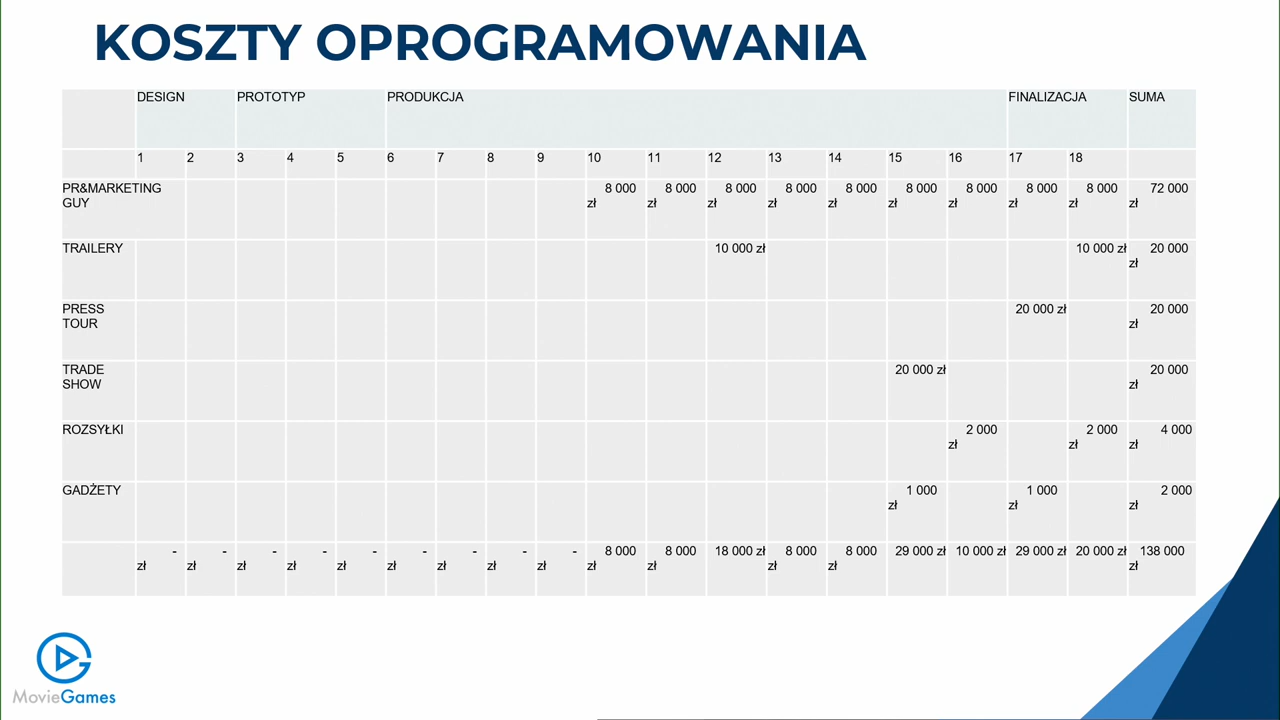 KOSZTY OPROGRAMOWANIA
DESIGN PROTOTYP PRODUKCJA FINALIZACJA SUMA
1 2 3 4 5 6 7 8 9 10 11 12 13 14 15 16 17 18
PR&MARKETING GUY 8 000 zł 8 000 zł 8 000 zł 8 000 zł 8 000 zł 8 000 zł 8 000 zł 8 000 zł 8 000 zł 72 000 zł
TRAILERY 10 000 zł 10 000 zł 20 000 zł
PRESS TOUR 20 000 zł 20 000 zł
TRADE SHOW 20 000 zł 20 000 zł
ROZSYŁKI 2 000 zł 2 000 zł 4 000 zł
GADŻETY 1 000 zł 1 000 zł 2 000 zł
- zł - zł - zł - zł - zł - zł - zł - zł - zł 8 000 zł 8 000 zł 18 000 zł 8 000 zł 8 000 zł 29 000 zł 10 000 zł 29 000 zł 20 000 zł 138 000 zł
MovieGames